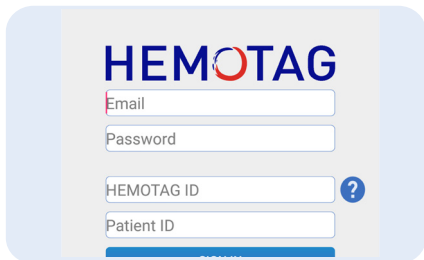 HEMOTAG
Email
Password
HEMOTAG ID
?
Patient ID